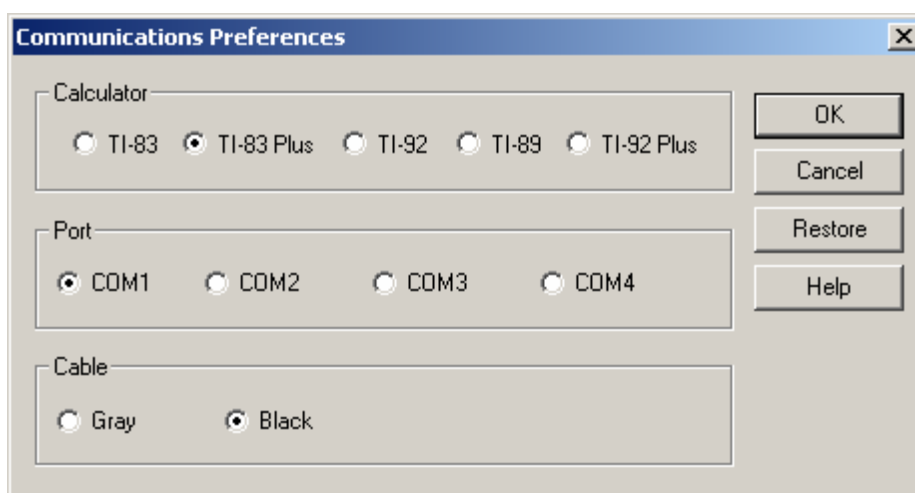 Communications Preferences
Calculator
TI-83 TI-83 Plus TI-92 TI-89 TI-92 Plus
OK
Cancel
Port
COM1 COM2 COM3 COM4
Restore
Help
Cable
Gray Black